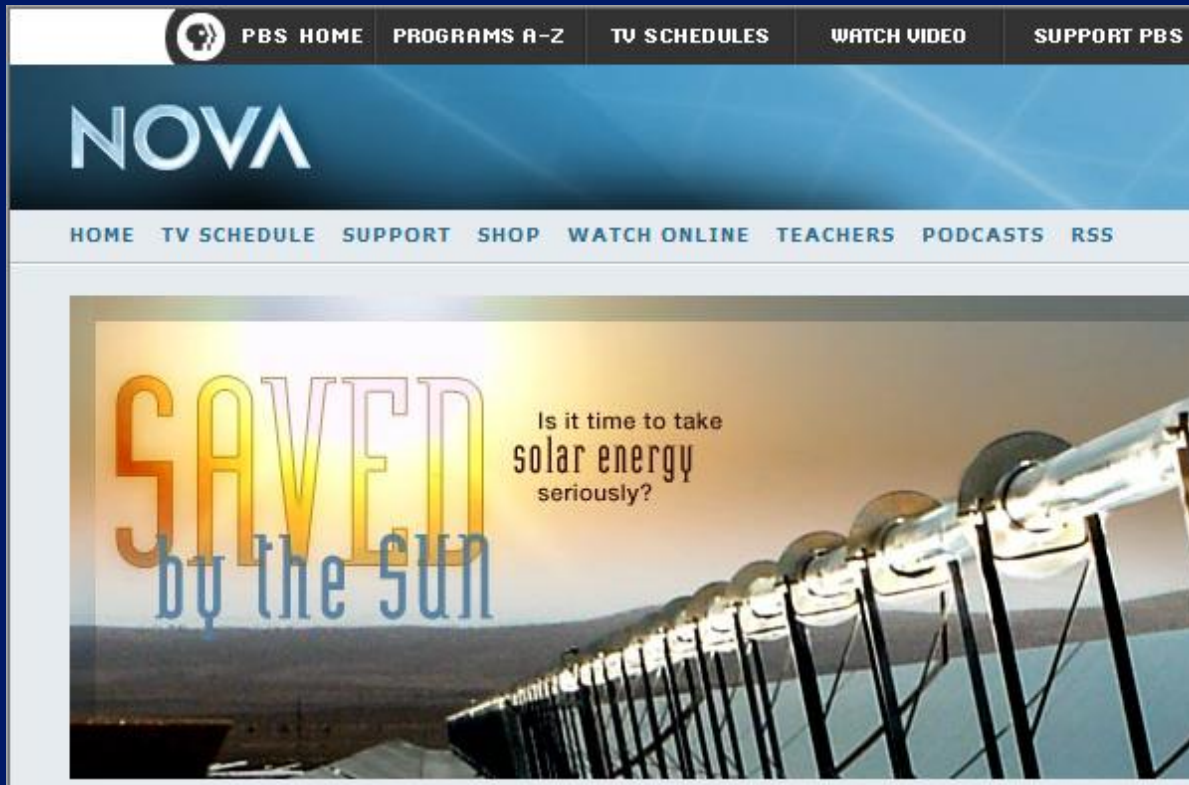 PBS HOME PROGRAMS A-Z TV SCHEDULES WATCH VIDEO SUPPORT PBS
NOVA
HOME TV SCHEDULE SUPPORT SHOP WATCH ONLINE TEACHERS PODCASTS RSS
SAVED
by the SUN
Is it time to take
solar energy
seriously?